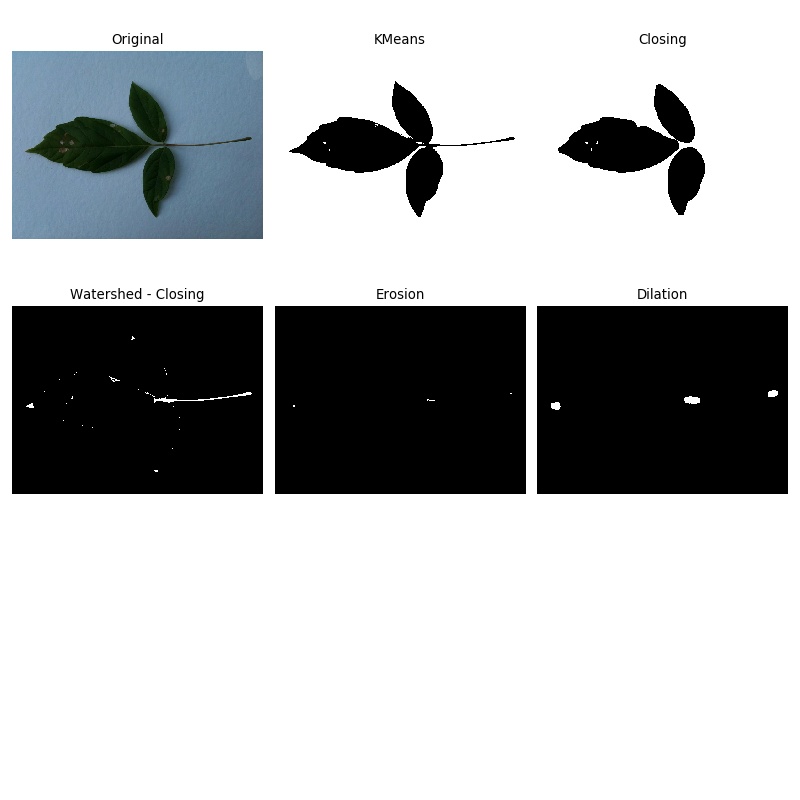 Original
KMeans
Closing
Watershed - Closing
Erosion
Dilation